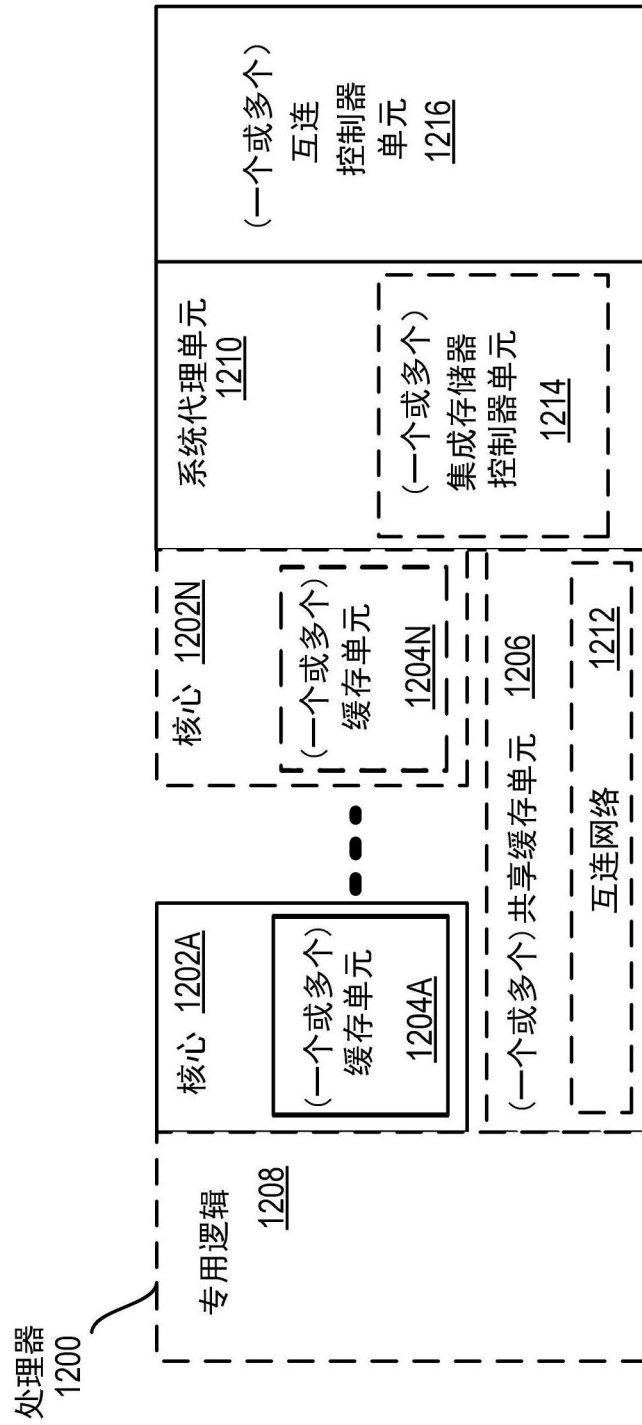 处理器
1200
专用逻辑
1208
核心 1202A
(一个或多个)
缓存单元
1204A
核心 1202N
(一个或多个)
缓存单元
1204N
(一个或多个)共享缓存单元 1206
互连网络 1212
系统代理单元
1210
(一个或多个)
集成存储器
控制器单元
1214
(一个或多个)
互连
控制器
单元
1216